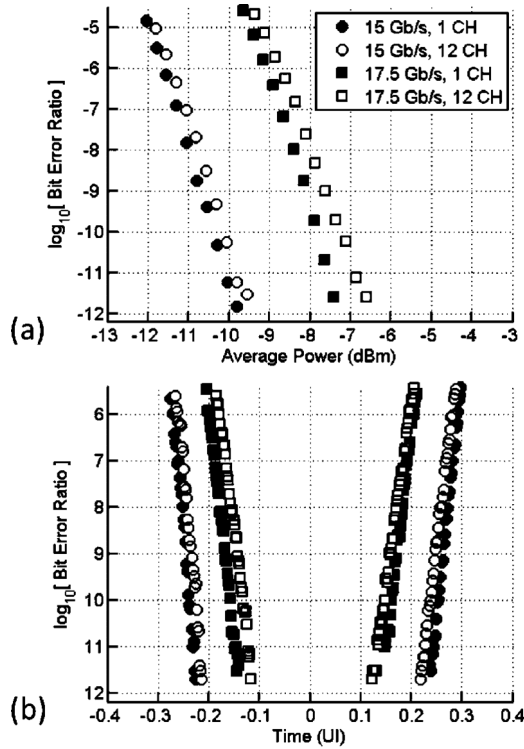 -5
-6
-7
-8
-9
-10
-11
-12
log10[ Bit Error Ratio ]
15 Gb/s, 1 CH
15 Gb/s, 12 CH
17.5 Gb/s, 1 CH
17.5 Gb/s, 12 CH
-13 -12 -11 -10 -9 -8 -7 -6 -5 -4 -3
Average Power (dBm)
(a)
6
7
8
9
10
11
12
log10[ Bit Error Ratio ]
-0.4 -0.3 -0.2 -0.1 0 0.1 0.2 0.3 0.4
Time (UI)
(b)